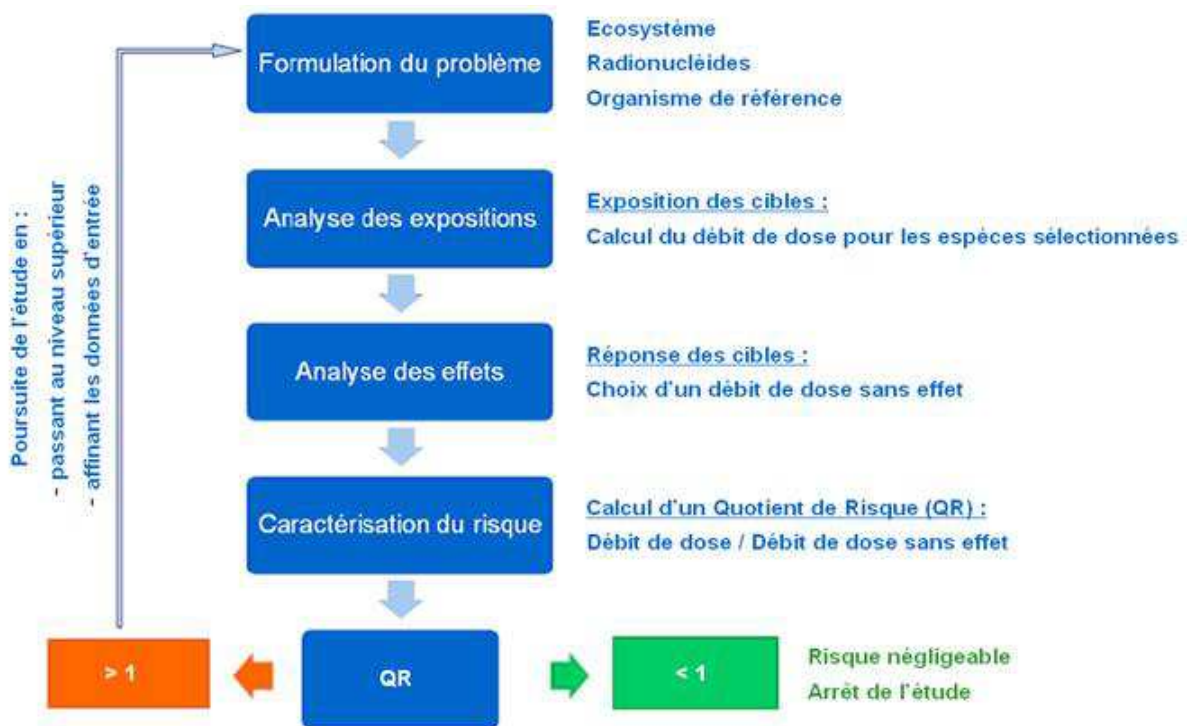 Formulation du problème
Ecosystème
Radionucléides
Organisme de référence
Analyse des expositions
Exposition des cibles :
Calcul du débit de dose pour les espèces sélectionnées
Analyse des effets
Réponse des cibles :
Choix d'un débit de dose sans effet
Caractérisation du risque
Calcul d'un Quotient de Risque (QR) :
Débit de dose / Débit de dose sans effet
Poursuite de l'étude en :
- passant au niveau supérieur
- affinant les données d'entrée
> 1
QR
< 1
Risque négligeable
Arrêt de l'étude